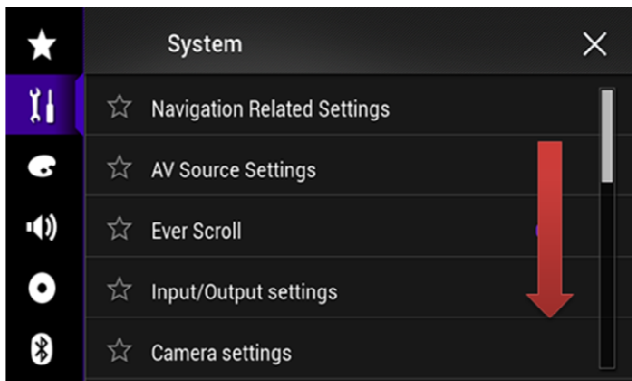 System
Navigation Related Settings
AV Source Settings
Ever Scroll
Input/Output settings
Camera settings